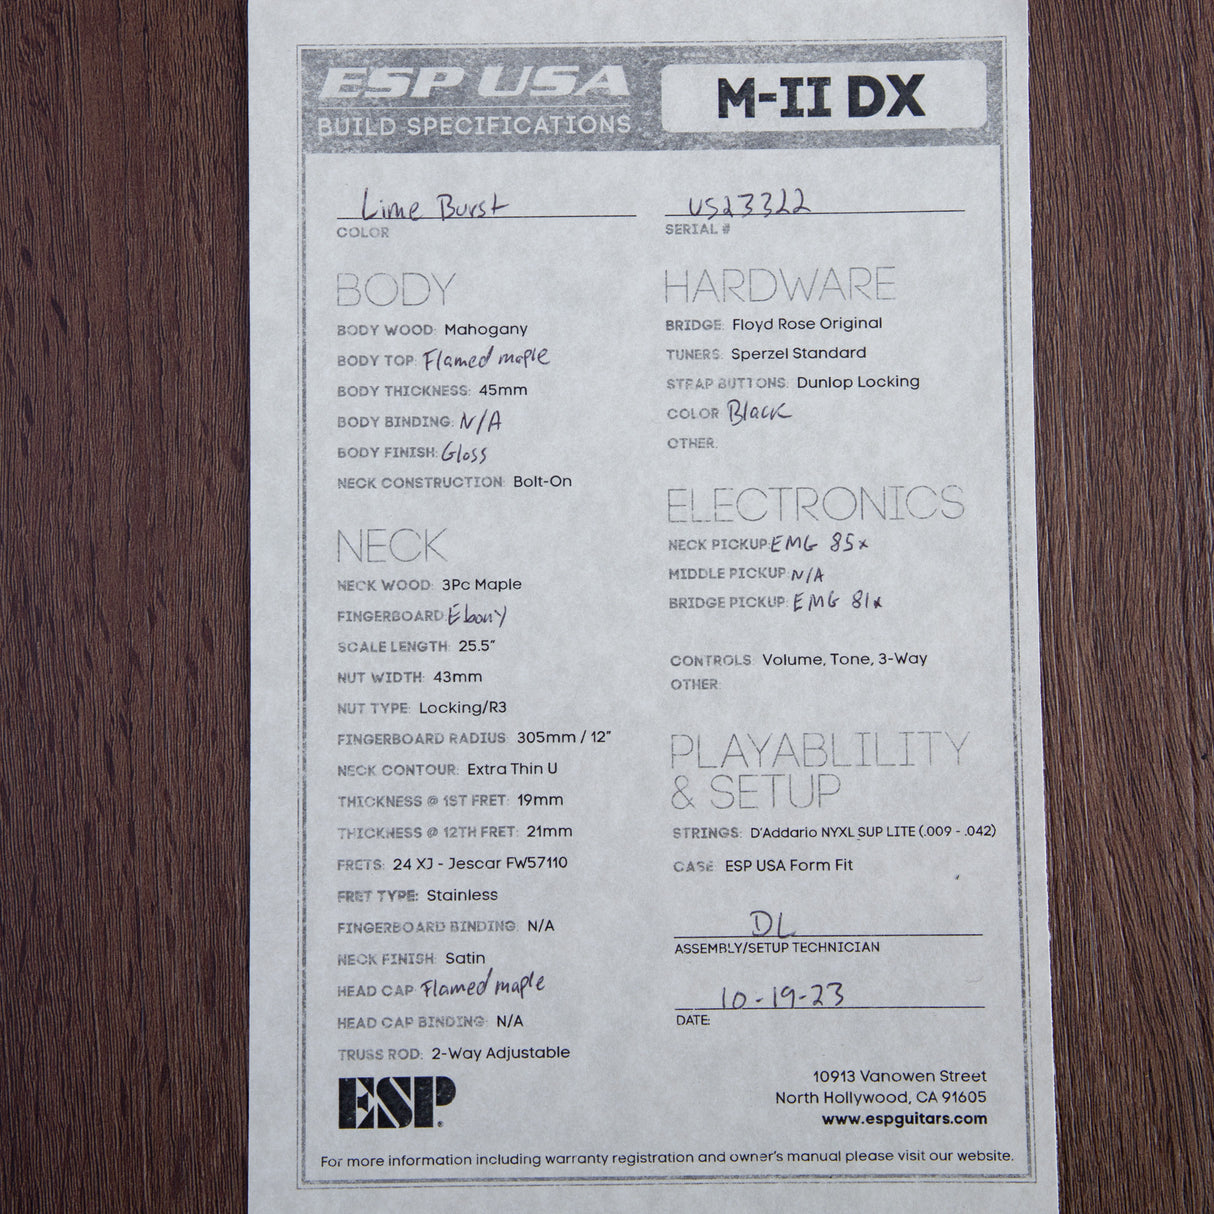 ESP USA
BUILD SPECIFICATIONS
M-II DX
Lime Burst
COLOR
US23322
SERIAL #
BODY
BODY WOOD: Mahogany
BODY TOP: Flamed maple
BODY THICKNESS: 45mm
BODY BINDING: N/A
BODY FINISH: Gloss
NECK CONSTRUCTION: Bolt-On
NECK
NECK WOOD: 3Pc Maple
FINGERBOARD: Ebony
SCALE LENGTH: 25.5"
NUT WIDTH: 43mm
NUT TYPE: Locking/R3
FINGERBOARD RADIUS: 305mm / 12"
NECK CONTOUR: Extra Thin U
THICKNESS @ 1ST FRET: 19mm
THICKNESS @ 12TH FRET: 21mm
FRETS: 24 XJ - Jescar FW57110
FRET TYPE: Stainless
FINGERBOARD BINDING: N/A
NECK FINISH: Satin
HEAD CAP: Flamed maple
HEAD CAP BINDING: N/A
TRUSS ROD: 2-Way Adjustable
HARDWARE
BRIDGE: Floyd Rose Original
TUNERS: Sperzel Standard
STRAP BUTTONS: Dunlop Locking
COLOR: Black
OTHER:
ELECTRONICS
NECK PICKUP: EMG 85x
MIDDLE PICKUP: N/A
BRIDGE PICKUP: EMG 81x
CONTROLS: Volume, Tone, 3-Way
OTHER:
PLAYABLILITY
& SETUP
STRINGS: D'Addario NYXL SUP LITE (.009 - .042)
CASE: ESP USA Form Fit
DL
ASSEMBLY/SETUP TECHNICIAN
10-19-23
DATE:
ESP®
10913 Vanowen Street
North Hollywood, CA 91605
www.espguitars.com
For more information including warranty registration and owner's manual please visit our website.